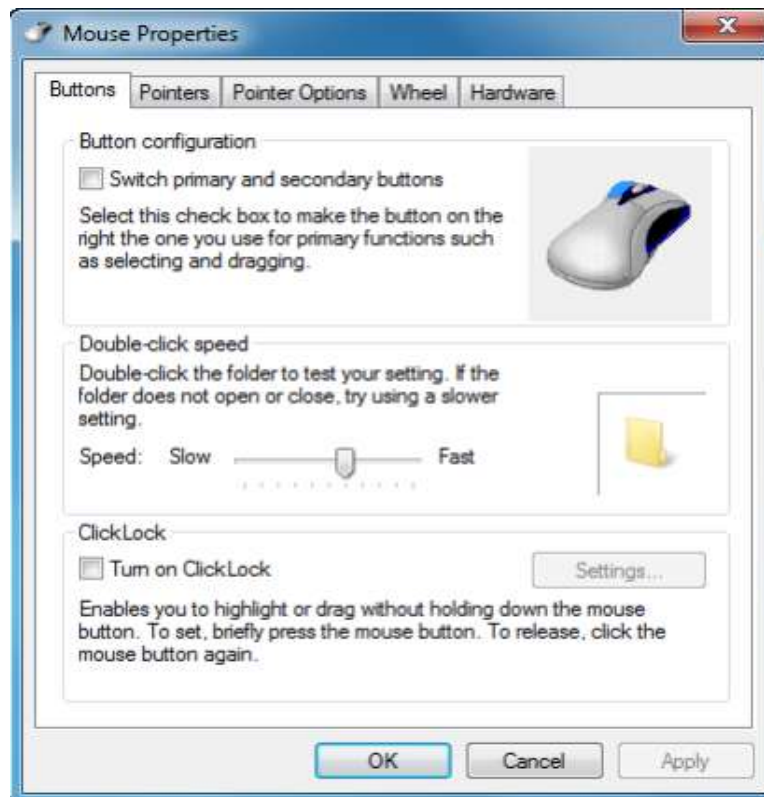 Mouse Properties
Buttons Pointers Pointer Options Wheel Hardware
Button configuration
Switch primary and secondary buttons
Select this check box to make the button on the
right the one you use for primary functions such
as selecting and dragging.
Double-click speed
Double-click the folder to test your setting. If the
folder does not open or close, try using a slower
setting.
Speed: Slow Fast
ClickLock
Turn on ClickLock Settings...
Enables you to highlight or drag without holding down the mouse
button. To set, briefly press the mouse button. To release, click the
mouse button again.
OK Cancel Apply